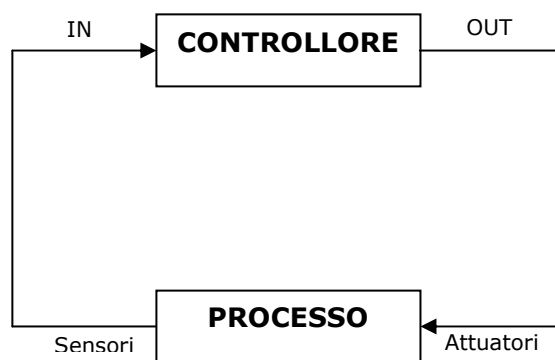 IN
CONTROLLORE
OUT
PROCESSO
Sensori
Attuatori